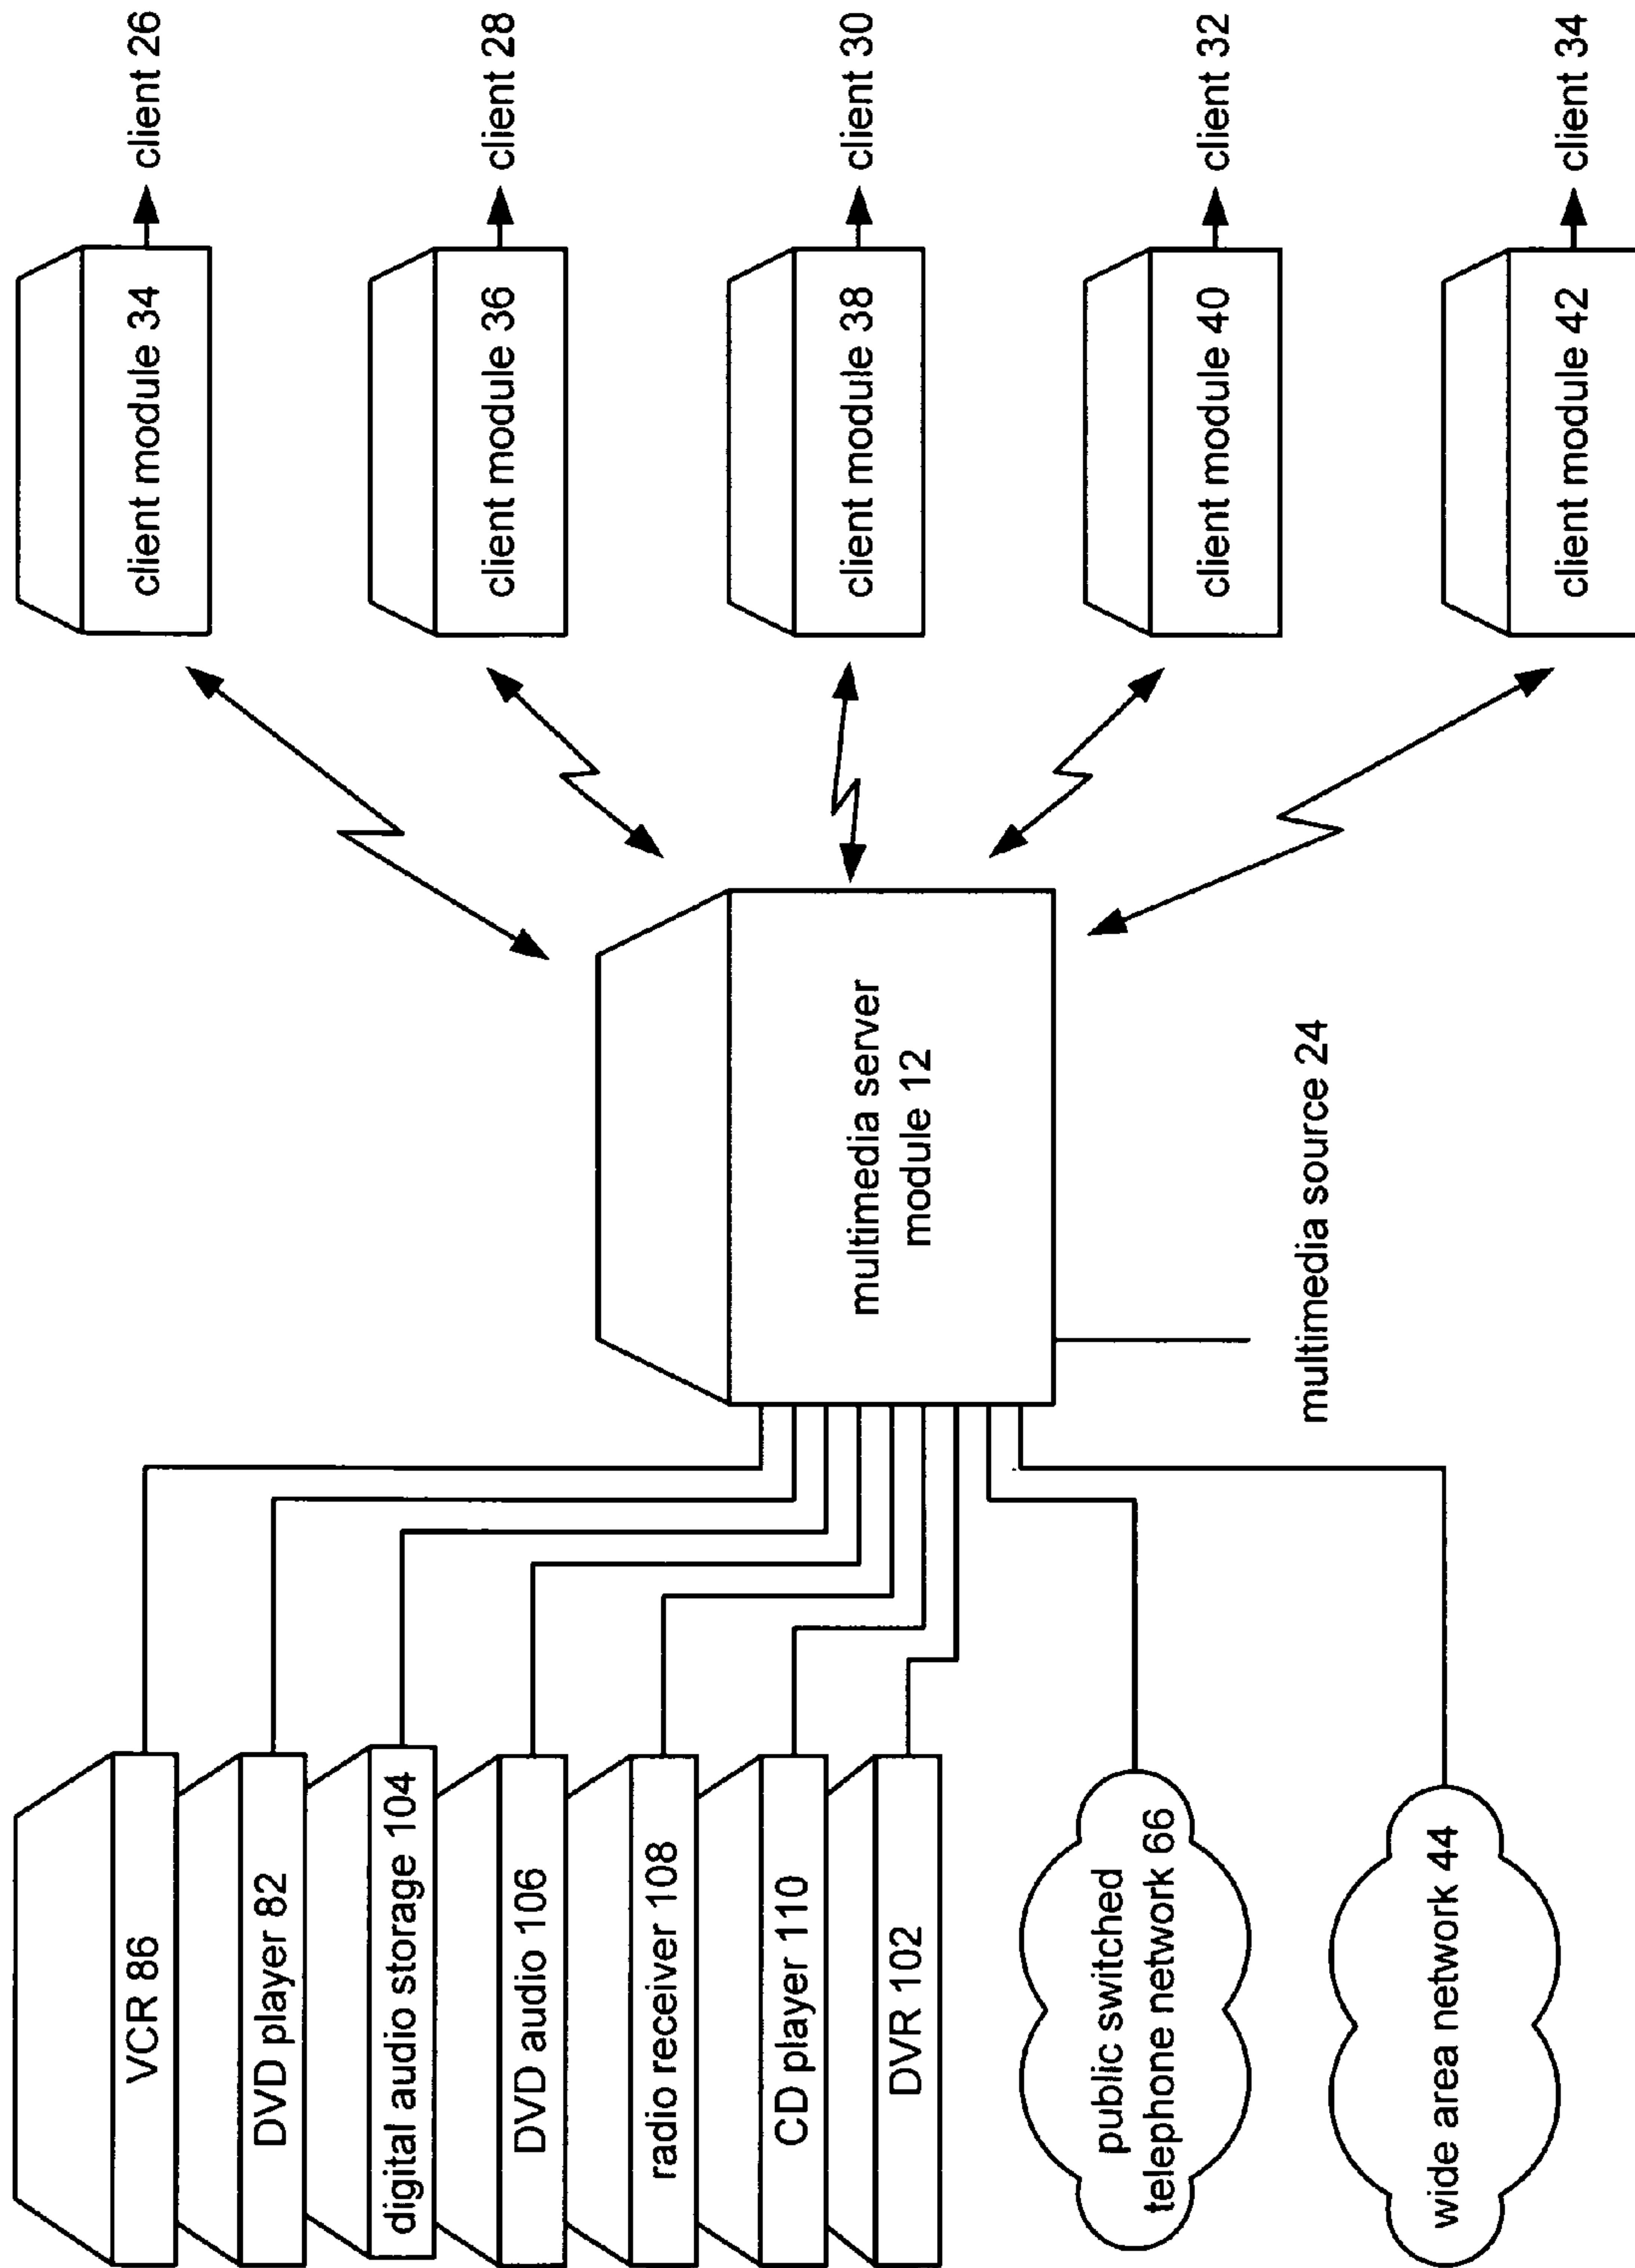 VCR 86
DVD player 82
digital audio storage 104
DVD audio 106
radio receiver 108
CD player 110
DVR 102
public switched
telephone network 66
wide area network 44
multimedia server
module 12
multimedia source 24
client module 34
client 26
client module 36
client 28
client module 38
client 30
client module 40
client 32
client module 42
client 34